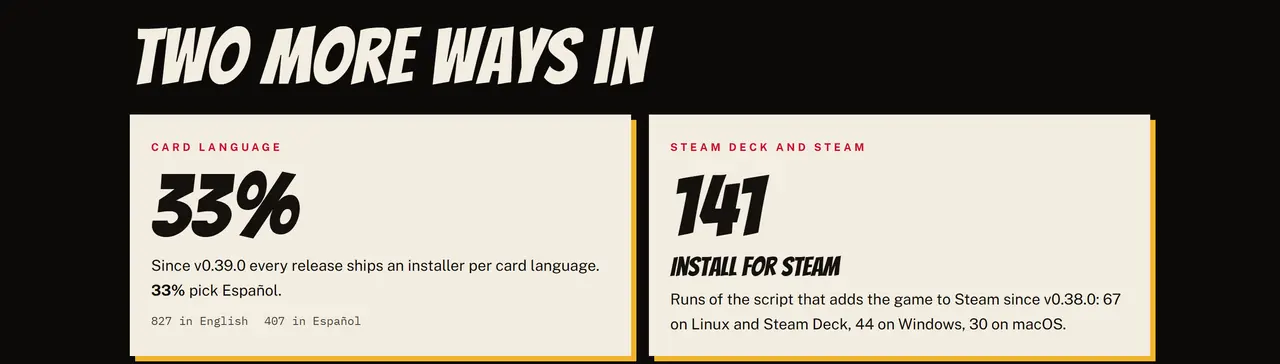 TWO MORE WAYS IN
CARD LANGUAGE
33%
Since v0.39.0 every release ships an installer per card language.
33% pick Español.
827 in English 407 in Español
STEAM DECK AND STEAM
141
INSTALL FOR STEAM
Runs of the script that adds the game to Steam since v0.38.0: 67
on Linux and Steam Deck, 44 on Windows, 30 on macOS.